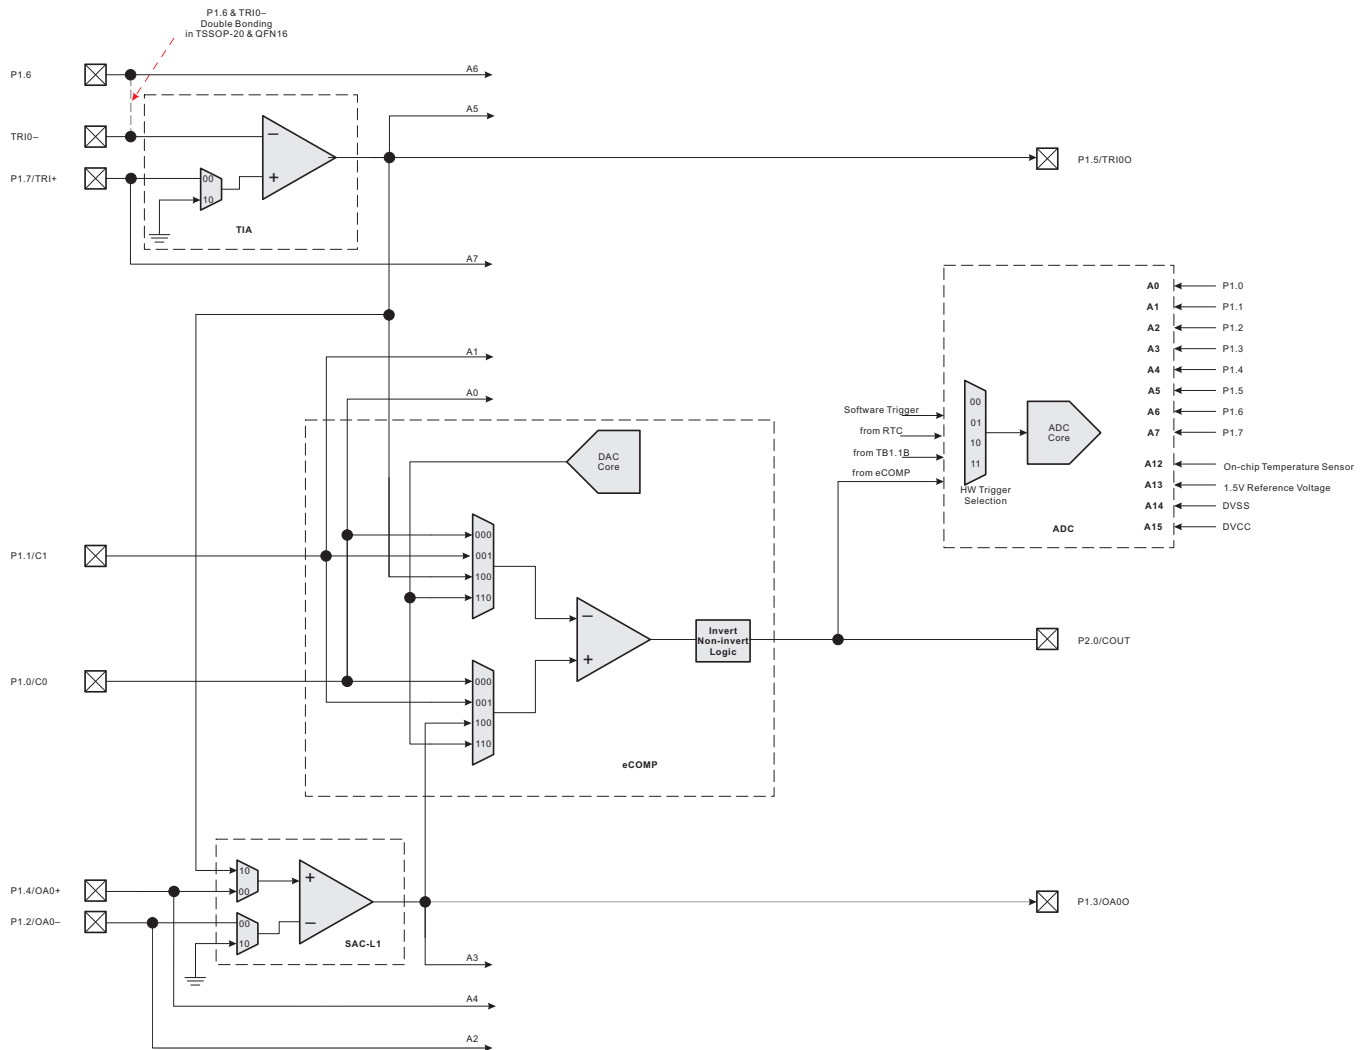 P1.6 & TRI0–
Double Bonding
in TSSOP-20 & QFN16
P1.6
A6
A5
TRI0–
P1.7/TRI+
00
10
–
+
TIA
P1.5/TRI0O
A7
A1
A0
DAC
Core
P1.1/C1
000
001
100
110
–
+
Invert
Non-invert
Logic
P1.0/C0
000
001
100
110
eCOMP
P2.0/COUT
Software Trigger
from RTC
from TB1.1B
from eCOMP
00
01
10
11
HW Trigger
Selection
ADC
Core
ADC
A0 P1.0
A1 P1.1
A2 P1.2
A3 P1.3
A4 P1.4
A5 P1.5
A6 P1.6
A7 P1.7
A12 On-chip Temperature Sensor
A13 1.5V Reference Voltage
A14 DVSS
A15 DVCC
P1.4/OA0+
P1.2/OA0–
10
00
00
10
+
–
SAC-L1
P1.3/OA0O
A3
A4
A2